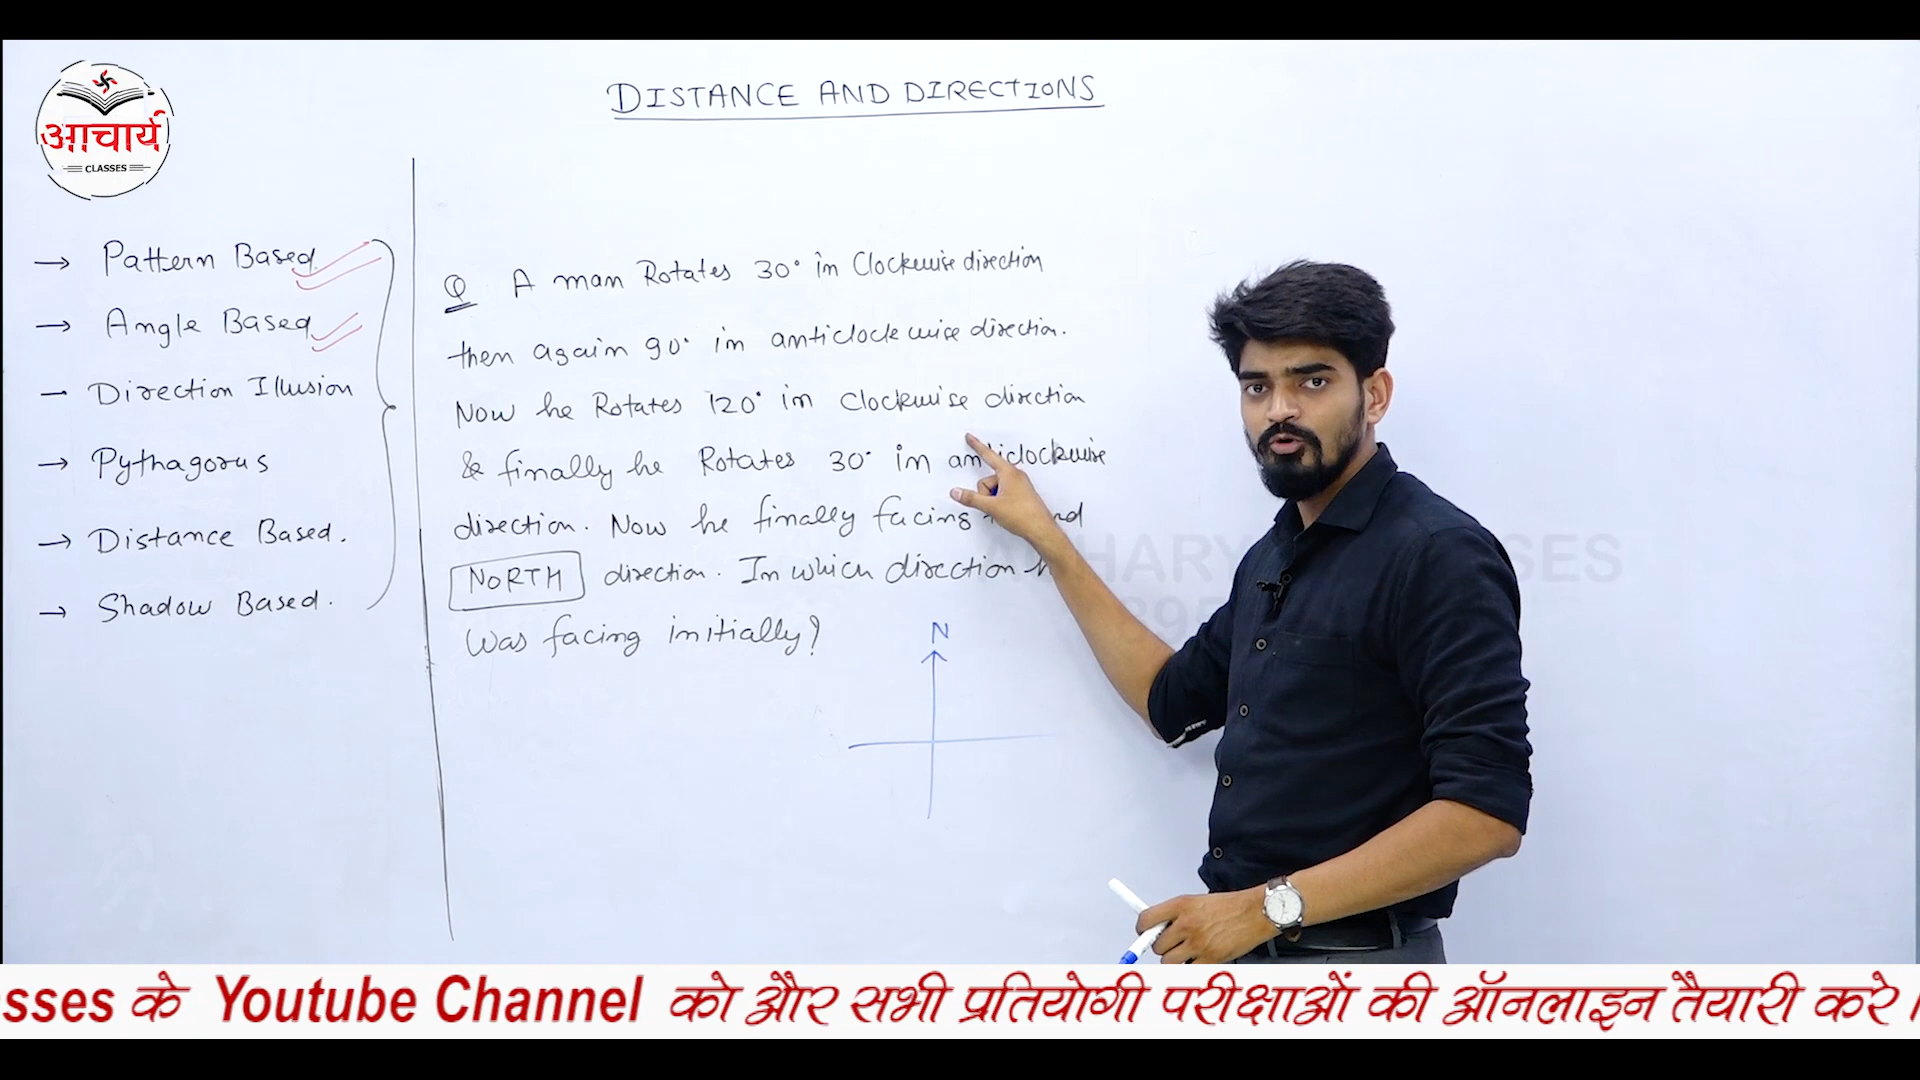 आचार्य
CLASSES
DISTANCE AND DIRECTIONS
→ Pattern Based
→ Angle Based
- Direction Illusion
→ Pythagorus
→ Distance Based.
→ Shadow Based.
Q A man Rotates 30° in Clockwise direction
then again 90° in anticlockwise direction.
Now he Rotates 120° in Clockwise direction
& finally he Rotates 30° in anticlockwise
direction. Now he finally facing
NORTH direction. In which direction
Was facing initially?
N
sses के Youtube Channel को और सभी प्रतियोगी परीक्षाओं की ऑनलाइन तैयारी करे।